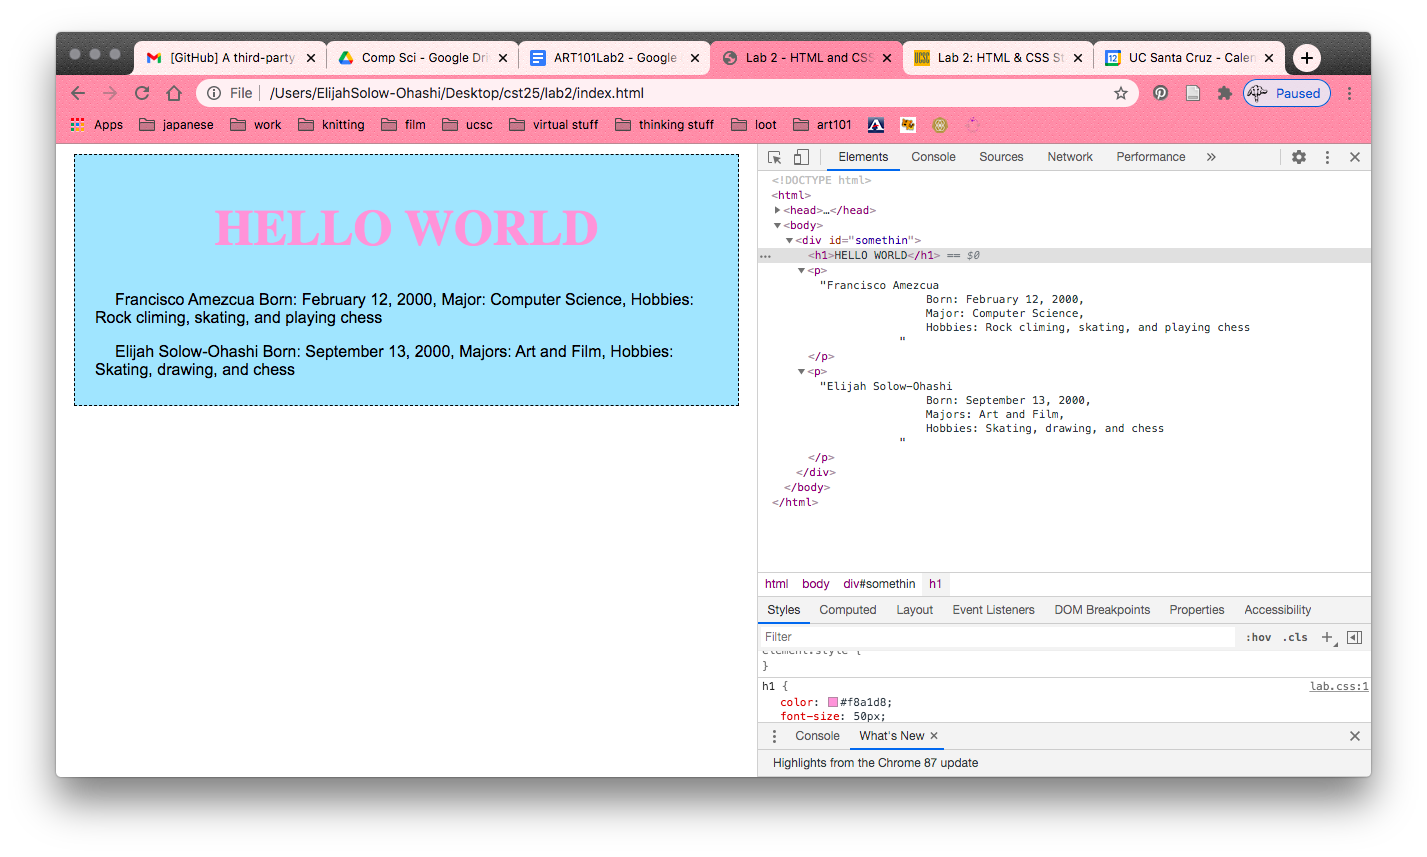 [GitHub] A third-party
Comp Sci - Google Dri
ART101Lab2 - Google
Lab 2 - HTML and CSS
Lab 2: HTML & CSS St
UC Santa Cruz - Calen
File | /Users/ElijahSolow-Ohashi/Desktop/cst25/lab2/index.html
Paused
Apps japanese work knitting film ucsc virtual stuff thinking stuff loot art101
HELLO WORLD
Francisco Amezcua Born: February 12, 2000, Major: Computer Science, Hobbies:
Rock climing, skating, and playing chess
Elijah Solow-Ohashi Born: September 13, 2000, Majors: Art and Film, Hobbies:
Skating, drawing, and chess
Elements Console Sources Network Performance »
<!DOCTYPE html>
<html>
<head>…</head>
<body>
<div id="somethin">
<h1>HELLO WORLD</h1> == $0
<p>
"Francisco Amezcua
Born: February 12, 2000,
Major: Computer Science,
Hobbies: Rock climing, skating, and playing chess
"
</p>
<p>
"Elijah Solow-Ohashi
Born: September 13, 2000,
Majors: Art and Film,
Hobbies: Skating, drawing, and chess
"
</p>
</div>
</body>
</html>
html body div#somethin h1
Styles Computed Layout Event Listeners DOM Breakpoints Properties Accessibility
Filter :hov .cls +
element.style {
}
h1 { lab.css:1
color: #f8a1d8;
font-size: 50px;
Console What's New ×
Highlights from the Chrome 87 update